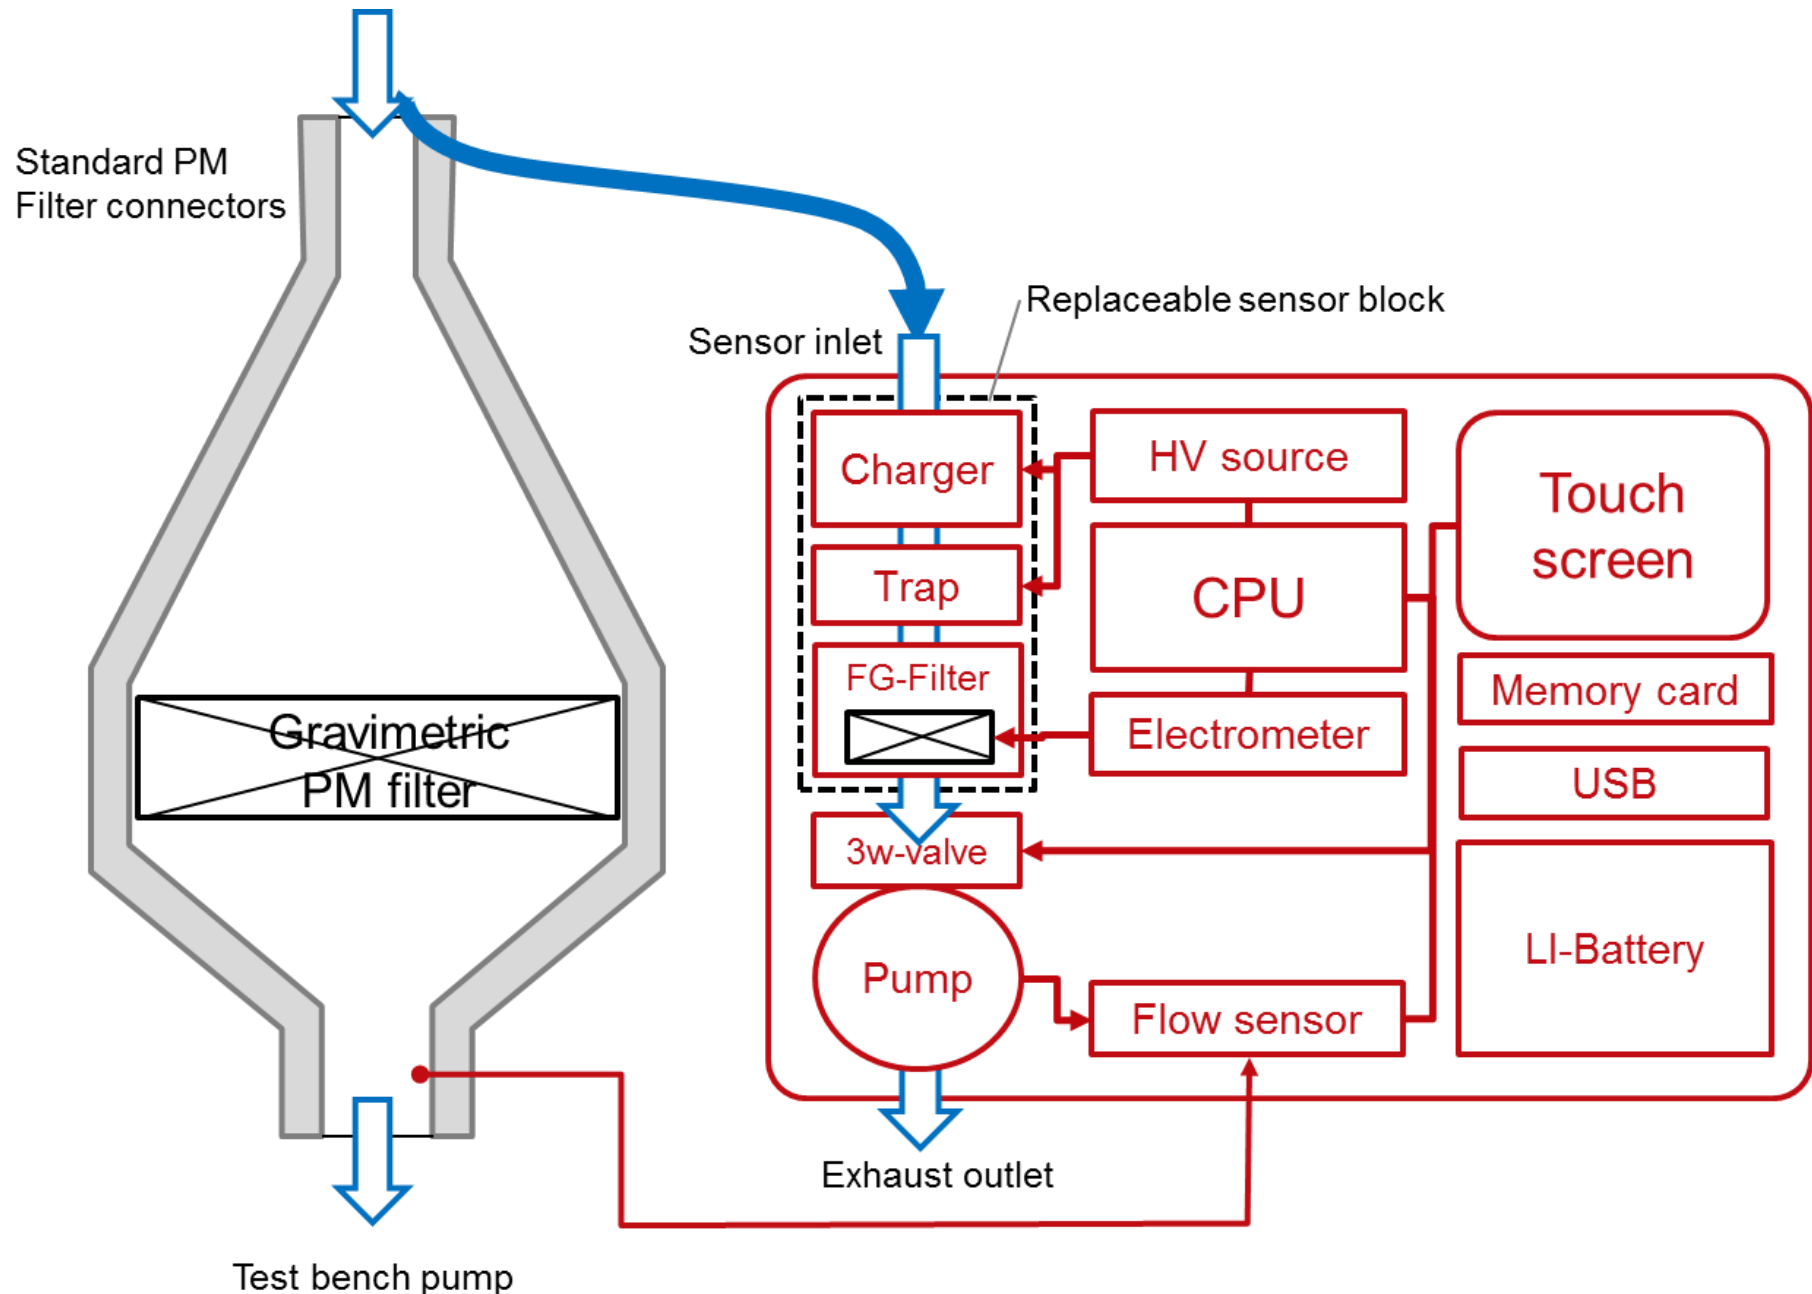 Standard PM
Filter connectors
Replaceable sensor block
Sensor inlet
Charger
HV source
Touch
screen
Trap
CPU
FG-Filter
Memory card
Gravimetric
PM filter
Electrometer
USB
3w-valve
LI-Battery
Pump
Flow sensor
Exhaust outlet
Test bench pump